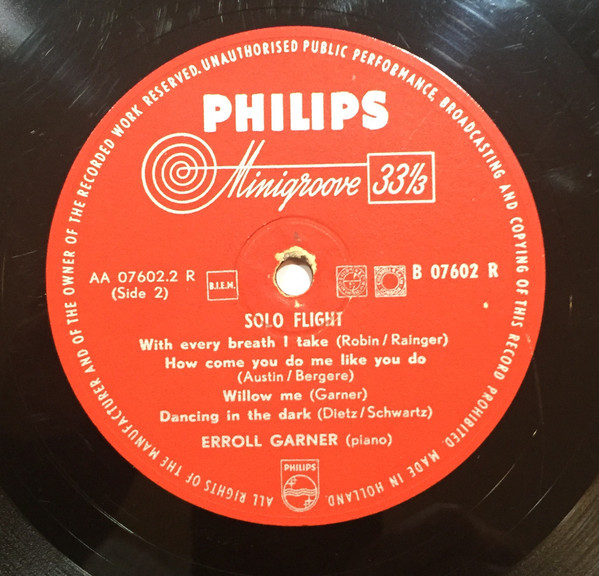 ALL RIGHTS OF THE MANUFACTURER AND OF THE OWNER OF THE RECORDED WORK RESERVED. UNAUTHORISED PUBLIC PERFORMANCE, BROADCASTING AND COPYING OF THIS RECORD PROHIBITED. MADE IN HOLLAND.
PHILIPS
Minigroove 33⅓
AA 07602.2 R
(Side 2)
B.I.E.M.
B 07602 R
SOLO FLIGHT
With every breath I take (Robin/Rainger)
How come you do me like you do
(Austin/Bergere)
Willow me (Garner)
Dancing in the dark (Dietz/Schwartz)
ERROLL GARNER (piano)
PHILIPS